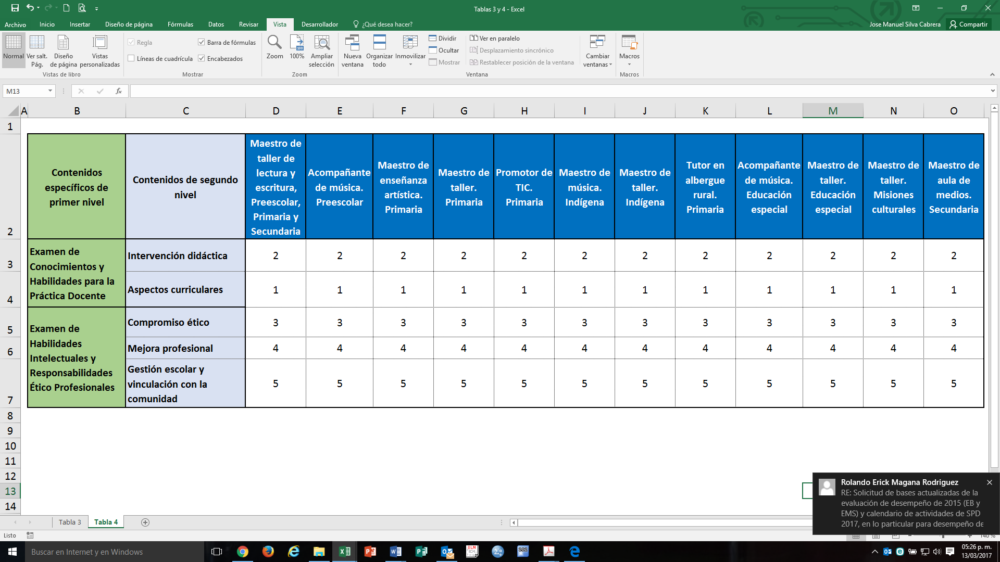 Tablas 3 y 4 - Excel
Jose Manuel Silva Cabrera
Compartir
Archivo Inicio Insertar Diseño de página Fórmulas Datos Revisar Vista Desarrollador ¿Qué desea hacer?
Normal
Ver salt. Pág.
Diseño de página
Vistas personalizadas
Vistas de libro
Regla
Barra de fórmulas
Líneas de cuadrícula
Encabezados
Mostrar
Zoom
100%
Ampliar selección
Zoom
Nueva ventana
Organizar todo
Inmovilizar
Dividir
Ocultar
Mostrar
Ver en paralelo
Desplazamiento sincrónico
Restablecer posición de la ventana
Cambiar ventanas
Ventana
Macros
Macros
M13
fx
A B C D E F G H I J K L M N O
1
2
Contenidos
específicos de
primer nivel
Contenidos de segundo
nivel
Maestro de
taller de
lectura y
escritura,
Preescolar,
Primaria y
Secundaria
Acompañante
de música.
Preescolar
Maestro de
enseñanza
artística.
Primaria
Maestro de
taller.
Primaria
Promotor de
TIC.
Primaria
Maestro de
música.
Indígena
Maestro de
taller.
Indígena
Tutor en
albergue
rural.
Primaria
Acompañante
de música.
Educación
especial
Maestro de
taller.
Educación
especial
Maestro de
taller.
Misiones
culturales
Maestro de
aula de
medios.
Secundaria
Examen de
Conocimientos y
Habilidades para la
Práctica Docente
3 Intervención didáctica 2 2 2 2 2 2 2 2 2 2 2 2
4 Aspectos curriculares 1 1 1 1 1 1 1 1 1 1 1 1
Examen de
Habilidades
Intelectuales y
Responsabilidades
Ético Profesionales
5 Compromiso ético 3 3 3 3 3 3 3 3 3 3 3 3
6 Mejora profesional 4 4 4 4 4 4 4 4 4 4 4 4
7
Gestión escolar y
vinculación con la
comunidad
5 5 5 5 5 5 5 5 5 5 5 5
8
9
10
11
12
13
14
Rolando Erick Magana Rodriguez
RE: Solicitud de bases actualizadas de la
evaluación de desempeño de 2015 (EB y
EMS) y calendario de actividades de SPD
2017, en lo particular para desempeño de
Tabla 3 Tabla 4
Listo
140 %
Buscar en Internet y en Windows
05:26 p. m.
13/03/2017